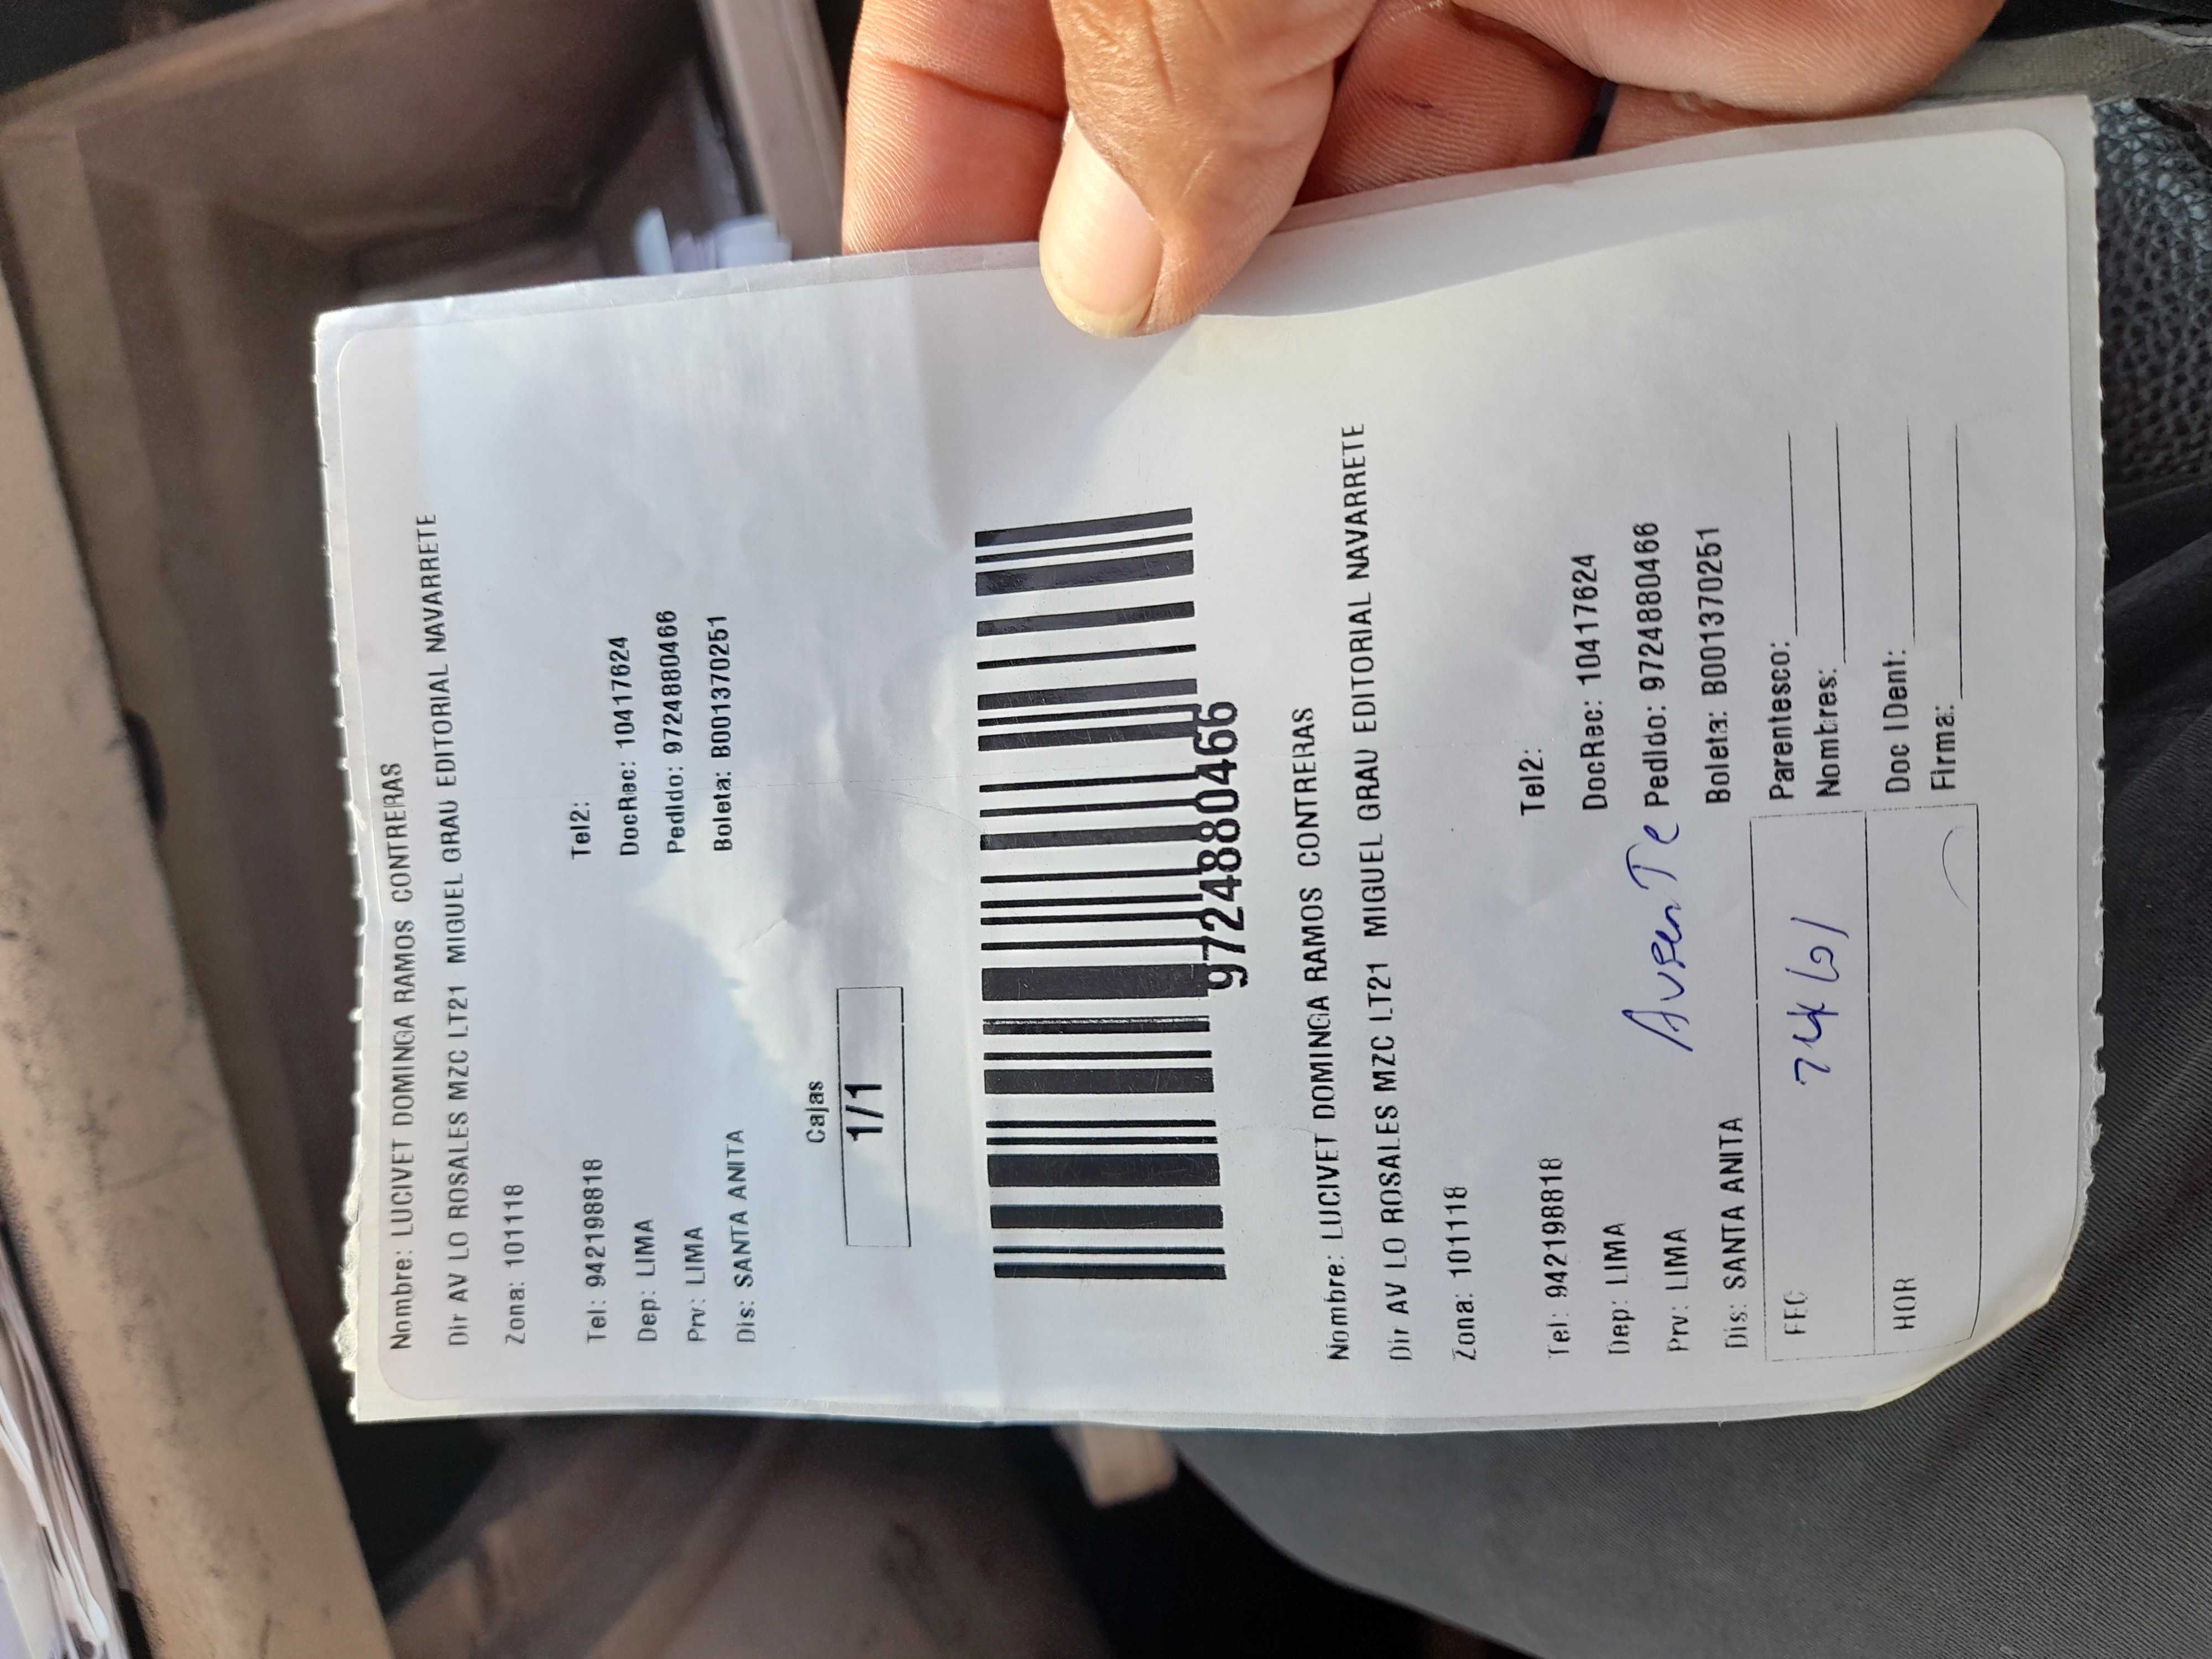 Nombre: LUCIVET DOMINGA RAMOS CONTRERAS
Dir AV LO ROSALES MZC LT21 MIGUEL GRAU EDITORIAL NAVARRETE
Zona: 101118
Tel: 942198818 Tel2:
Dep: LIMA DocRec: 10417624
Prv: LIMA Pedido: 97248880466
Dis: SANTA ANITA Boleta: B001370251
Cajas
1/1
97248880466
Nombre: LUCIVET DOMINGA RAMOS CONTRERAS
Dir AV LO ROSALES MZC LT21 MIGUEL GRAU EDITORIAL NAVARRETE
Zona: 101118
Tel: 942198818 Tel2:
Dep: LIMA DocRec: 10417624
Prv: LIMA AusenTe Pedido: 97248880466
Dis: SANTA ANITA Boleta: B001370251
FEC Parentesco:
Nombres:
HOR Doc IDent:
Firma: